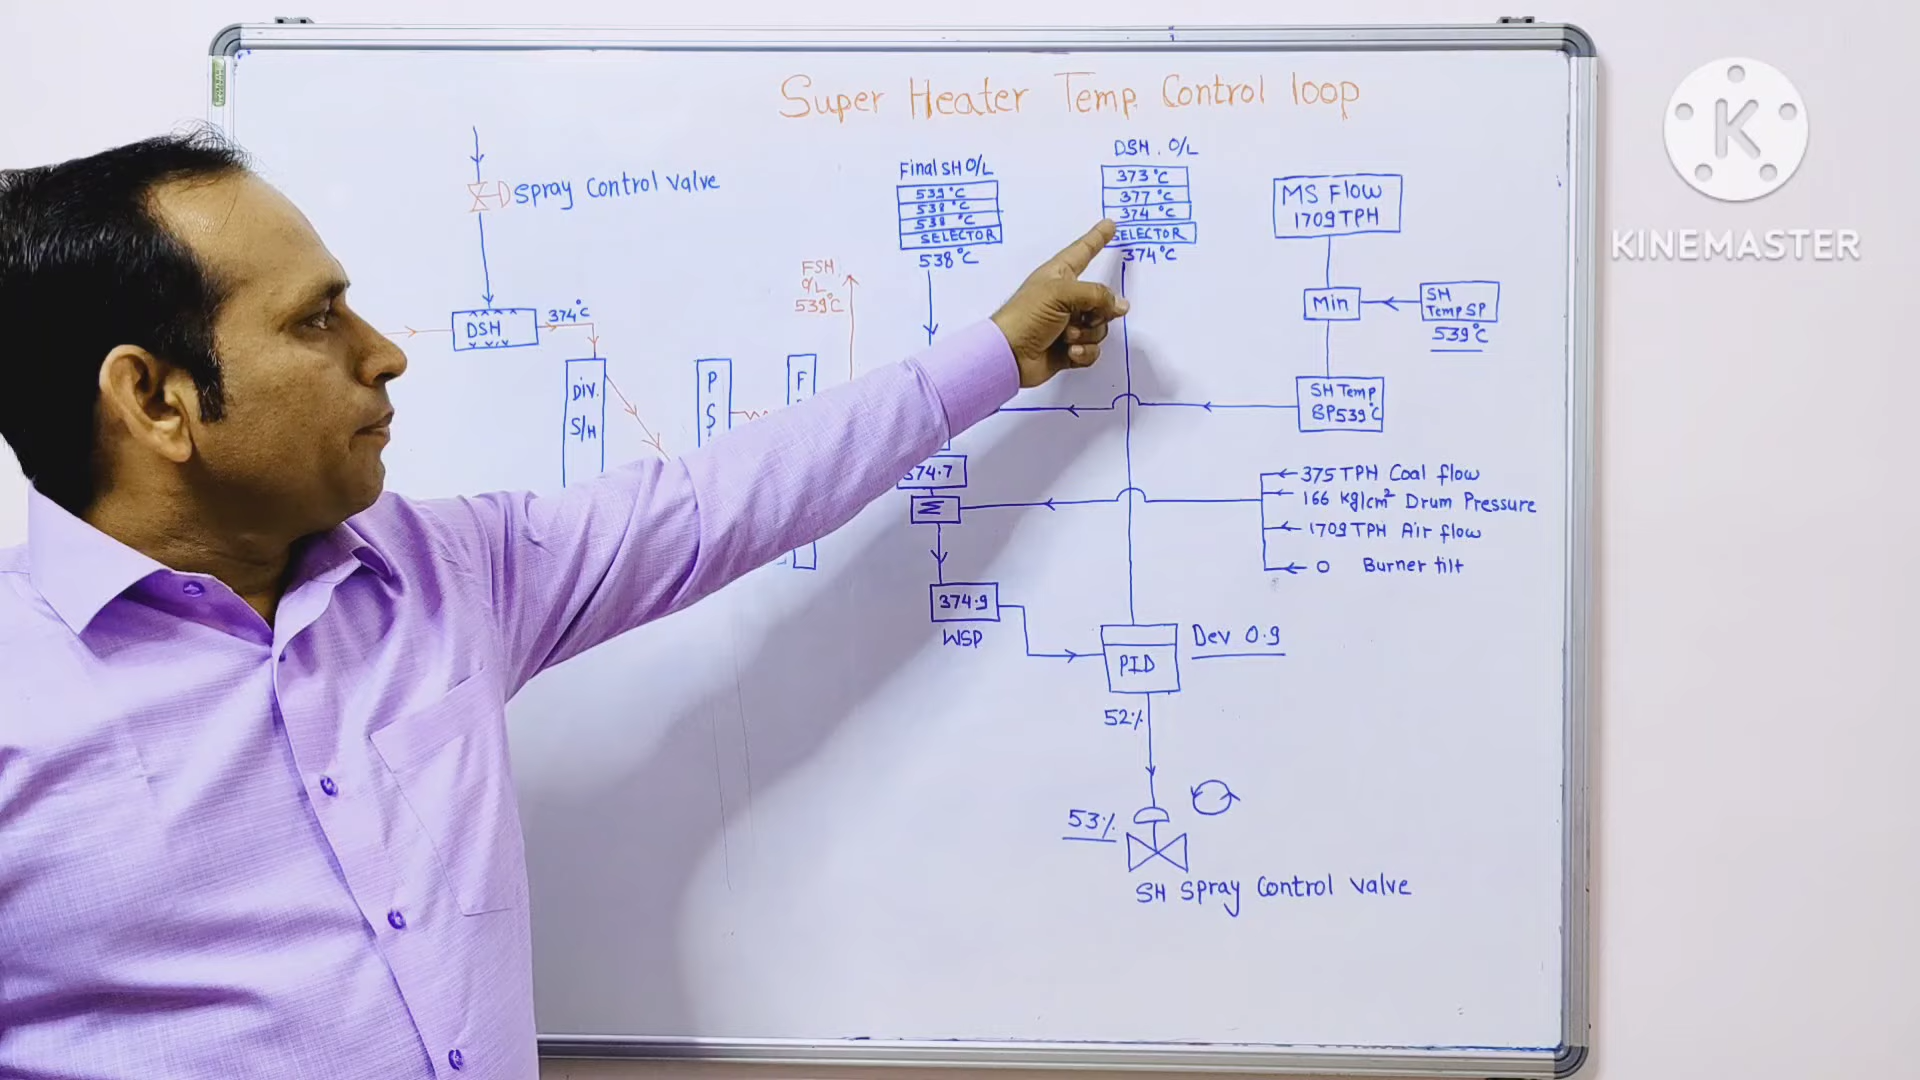 Super Heater Temp. Control loop
Spray Control Valve
DSH
374°C
Div.
S/H
P
S
F
FSH
O/L
539°C
Final SH O/L
539°C
538°C
538°C
SELECTOR
538°C
DSH. O/L
373°C
377°C
374°C
SELECTOR
374°C
MS Flow
1709 TPH
Min
SH
Temp SP
539°C
SH Temp
SP539°C
374.7
Σ
374.9
WSP
375 TPH Coal flow
166 kg/cm² Drum Pressure
1709 TPH Air flow
0 Burner tilt
PID
Dev 0.9
52%
53%
SH Spray Control Valve
K
KINEMASTER